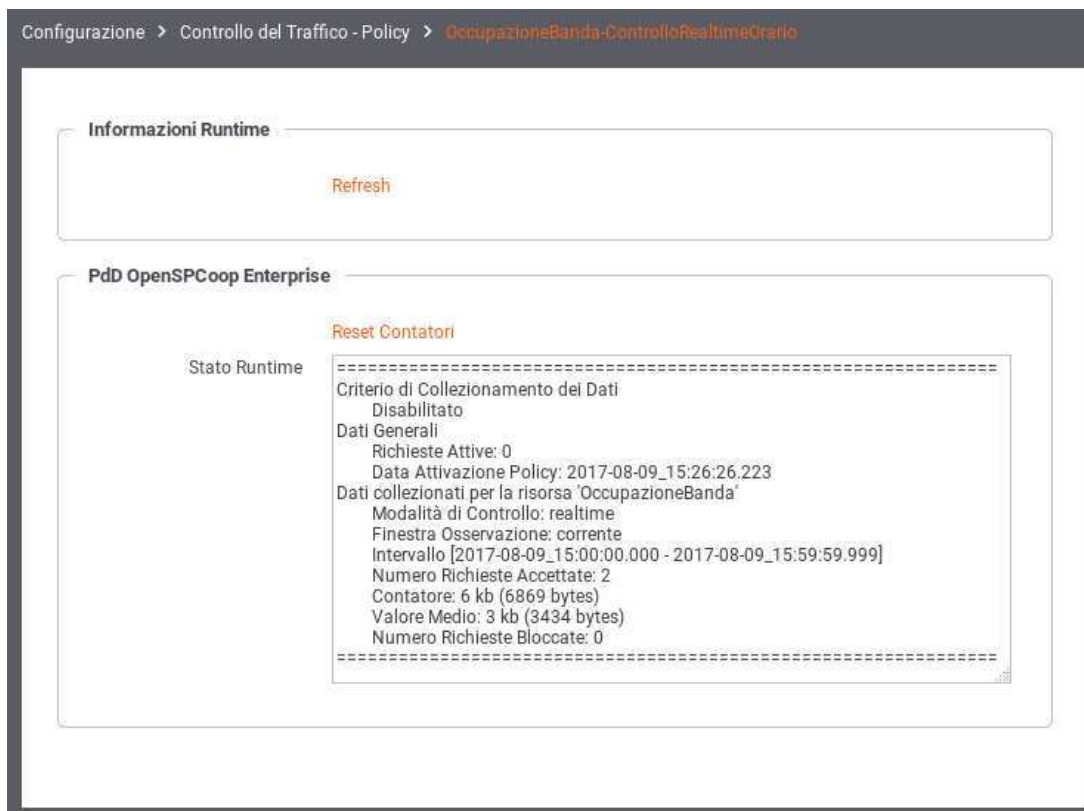 Configurazione > Controllo del Traffico - Policy > OccupazioneBanda-ControlloRealtimeOrario
Informazioni Runtime
Refresh
PdD OpenSPCoop Enterprise
Reset Contatori
Stato Runtime
================================================================
Criterio di Collezionamento dei Dati
Disabilitato
Dati Generali
Richieste Attive: 0
Data Attivazione Policy: 2017-08-09_15:26:26.223
Dati collezionati per la risorsa 'OccupazioneBanda'
Modalità di Controllo: realtime
Finestra Osservazione: corrente
Intervallo [2017-08-09_15:00:00.000 - 2017-08-09_15:59:59.999]
Numero Richieste Accettate: 2
Contatore: 6 kb (6869 bytes)
Valore Medio: 3 kb (3434 bytes)
Numero Richieste Bloccate: 0
================================================================